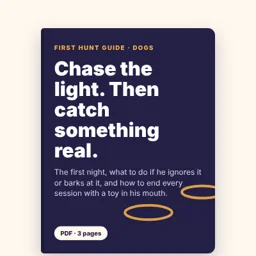 FIRST HUNT GUIDE · DOGS
Chase the
light. Then
catch
something
real.
The first night, what to do if he ignores it
or barks at it, and how to end every
session with a toy in his mouth.
PDF · 3 pages